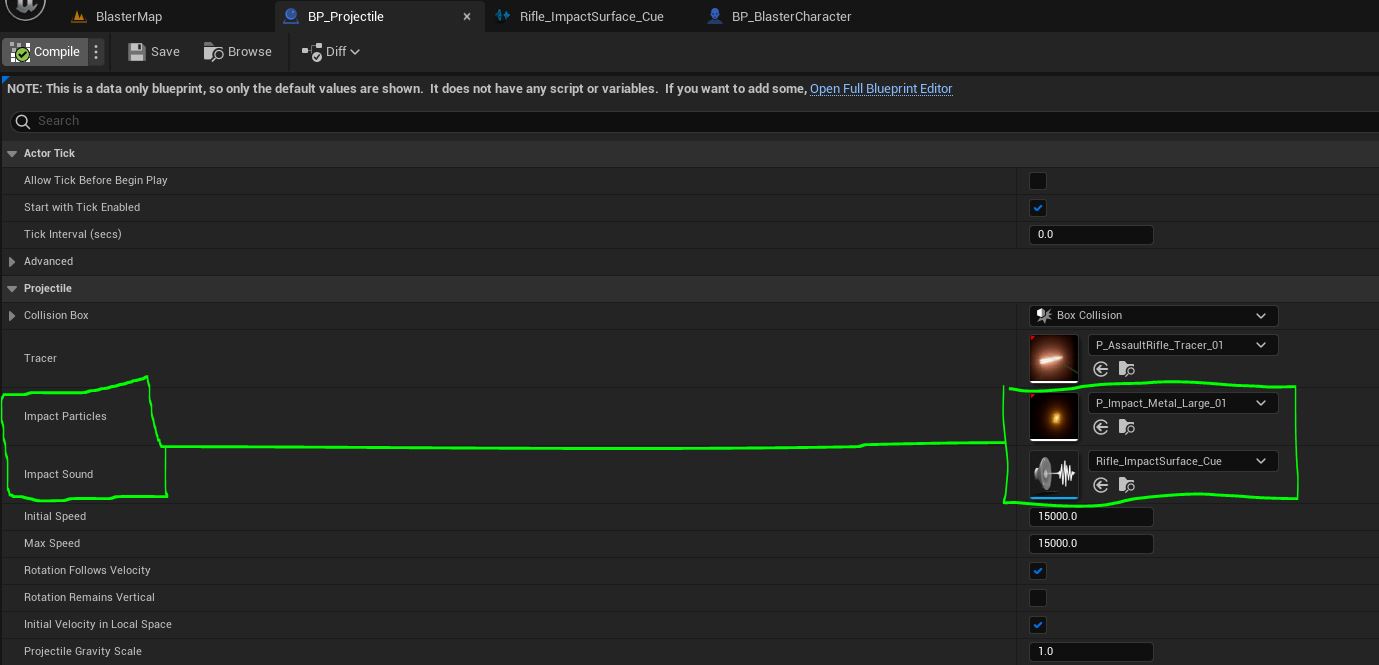 BlasterMap
BP_Projectile
Rifle_ImpactSurface_Cue
BP_BlasterCharacter
Compile
Save
Browse
Diff
NOTE: This is a data only blueprint, so only the default values are shown.  It does not have any script or variables.  If you want to add some, Open Full Blueprint Editor
Search
Actor Tick
Allow Tick Before Begin Play
Start with Tick Enabled
Tick Interval (secs)
0.0
Advanced
Projectile
Collision Box
Box Collision
Tracer
P_AssaultRifle_Tracer_01
Impact Particles
P_Impact_Metal_Large_01
Impact Sound
Rifle_ImpactSurface_Cue
Initial Speed
15000.0
Max Speed
15000.0
Rotation Follows Velocity
Rotation Remains Vertical
Initial Velocity in Local Space
Projectile Gravity Scale
1.0